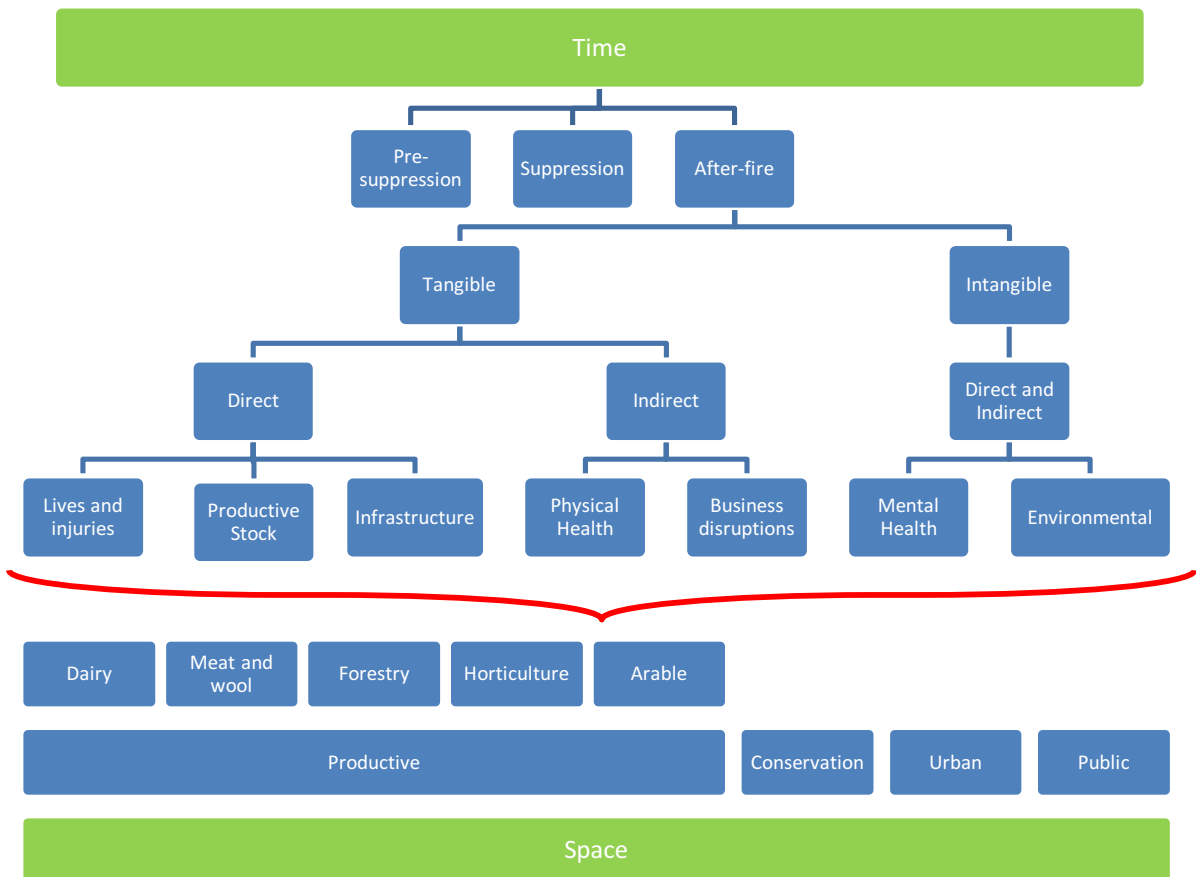 Time
Pre-
suppression
Suppression
After-fire
Tangible
Intangible
Direct
Indirect
Direct and
Indirect
Lives and
injuries
Productive
Stock
Infrastructure
Physical
Health
Business
disruptions
Mental
Health
Environmental
Dairy
Meat and
wool
Forestry
Horticulture
Arable
Productive
Conservation
Urban
Public
Space